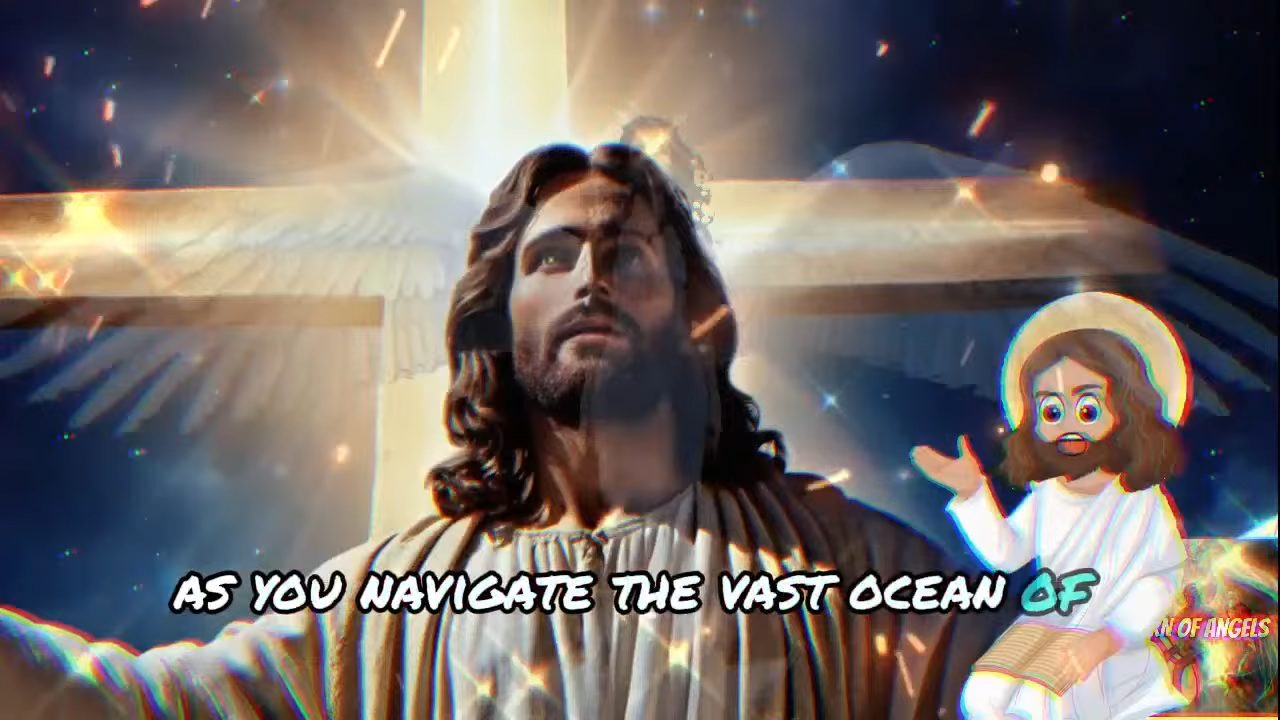 AS YOU NAVIGATE THE VAST OCEAN OF
OF ANGELS